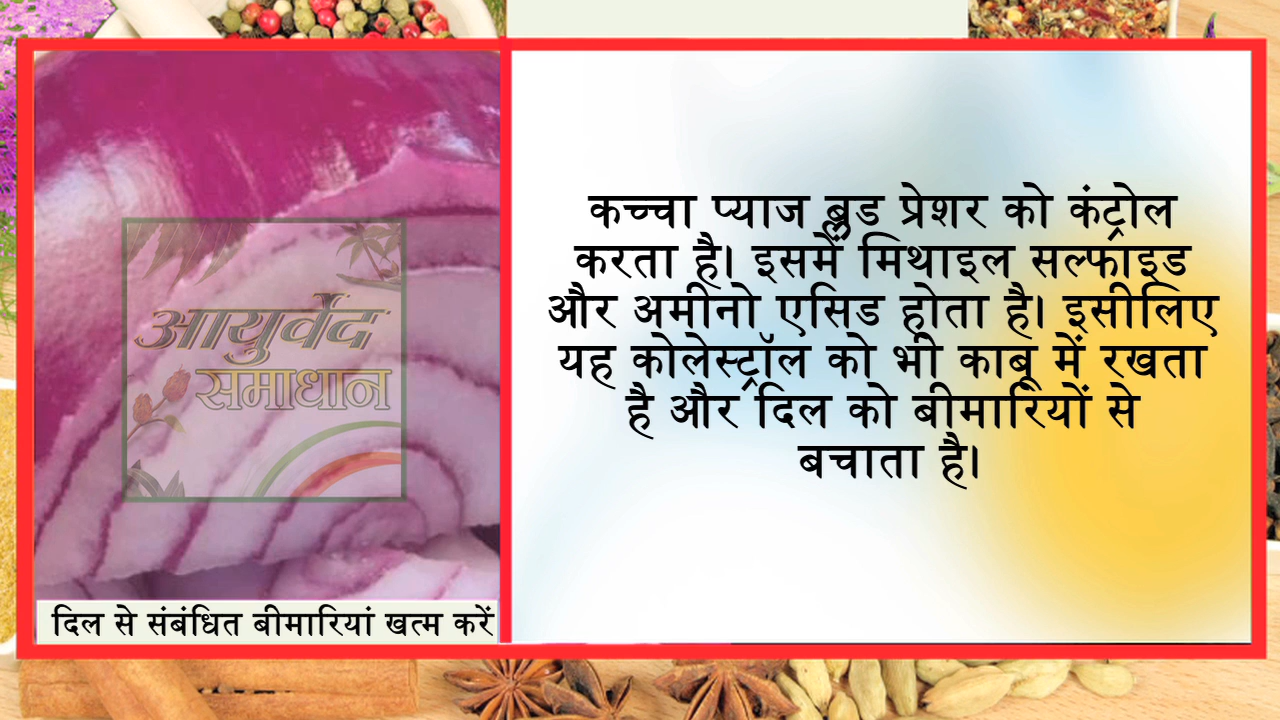 आयुर्वेद
समाधान
दिल से संबंधित बीमारियां खत्म करें
कच्चा प्याज ब्लड प्रेशर को कंट्रोल
करता है। इसमें मिथाइल सल्फाइड
और अमीनो एसिड होता है। इसीलिए
यह कोलेस्ट्रॉल को भी काबू में रखता
है और दिल को बीमारियों से
बचाता है।